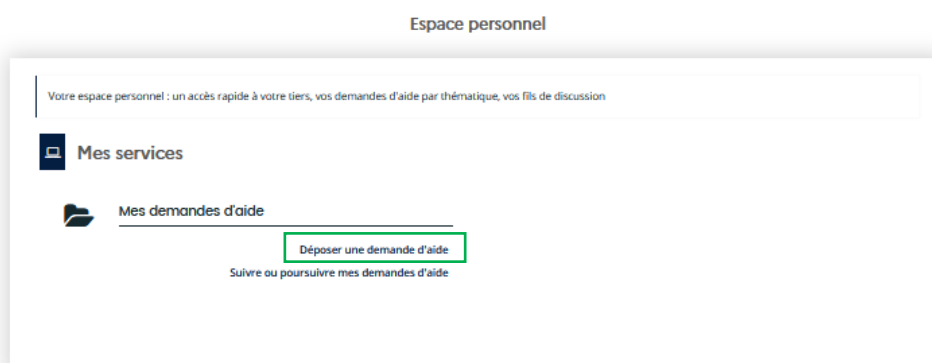 Espace personnel
Votre espace personnel : un accès rapide à votre tiers, vos demandes d'aide par thématique, vos fils de discussion
Mes services
Mes demandes d'aide
Déposer une demande d'aide
Suivre ou poursuivre mes demandes d'aide